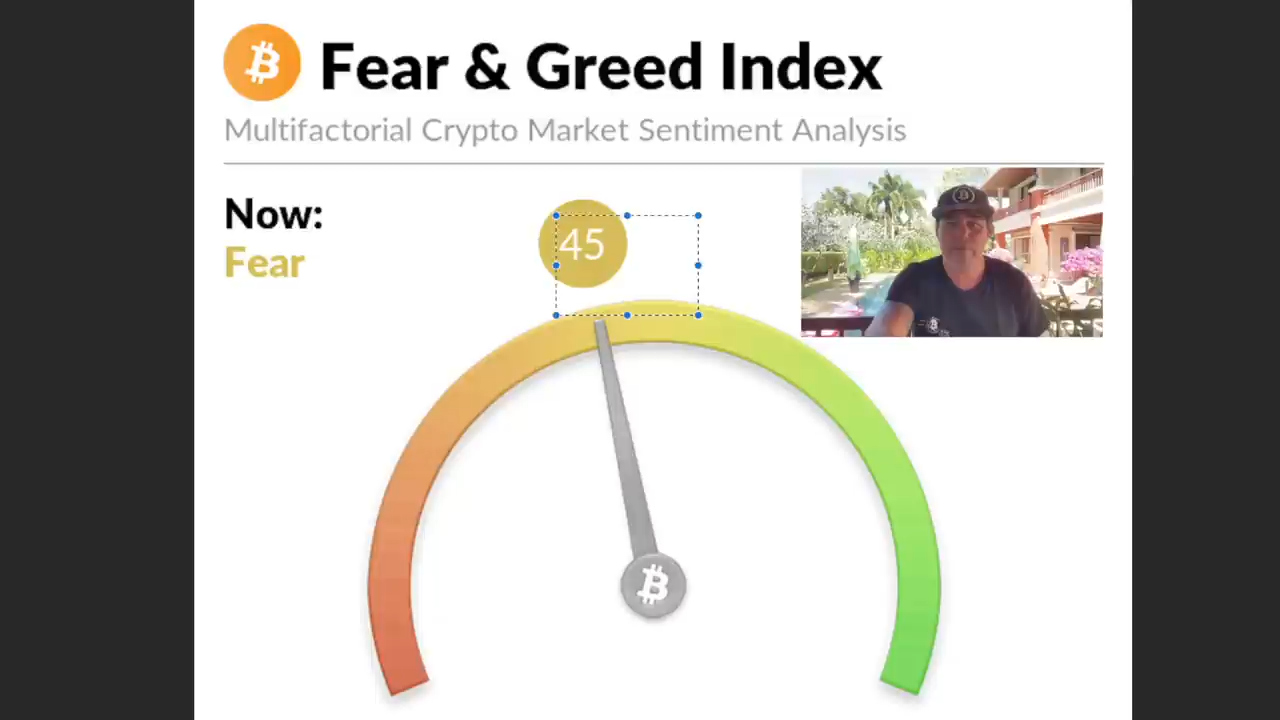 Fear & Greed Index
Multifactorial Crypto Market Sentiment Analysis
Now:
Fear
45